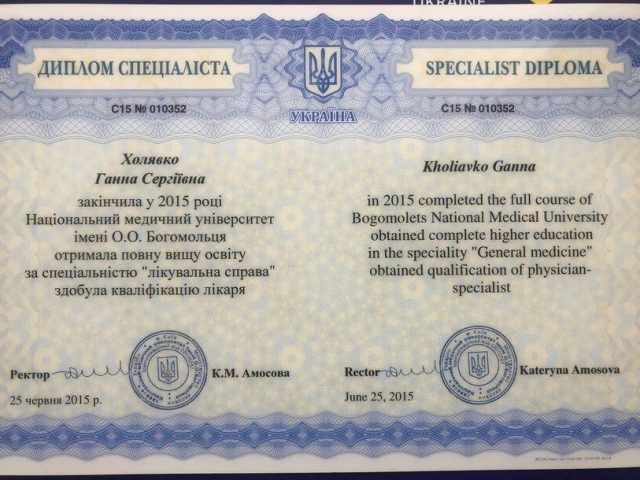 UKRAINE
ДИПЛОМ СПЕЦІАЛІСТА
С15 № 010352
УКРАЇНА
Холявко
Ганна Сергіївна
закінчила у 2015 році
Національний медичний університет
імені О.О. Богомольця
отримала повну вищу освіту
за спеціальністю "лікувальна справа"
здобула кваліфікацію лікаря
Ректор
К.М. Амосова
25 червня 2015 р.
SPECIALIST DIPLOMA
С15 № 010352
Kholiavko Ganna
in 2015 completed the full course of
Bogomolets National Medical University
obtained complete higher education
in the speciality "General medicine"
obtained qualification of physician-
specialist
Rector
Kateryna Amosova
June 25, 2015